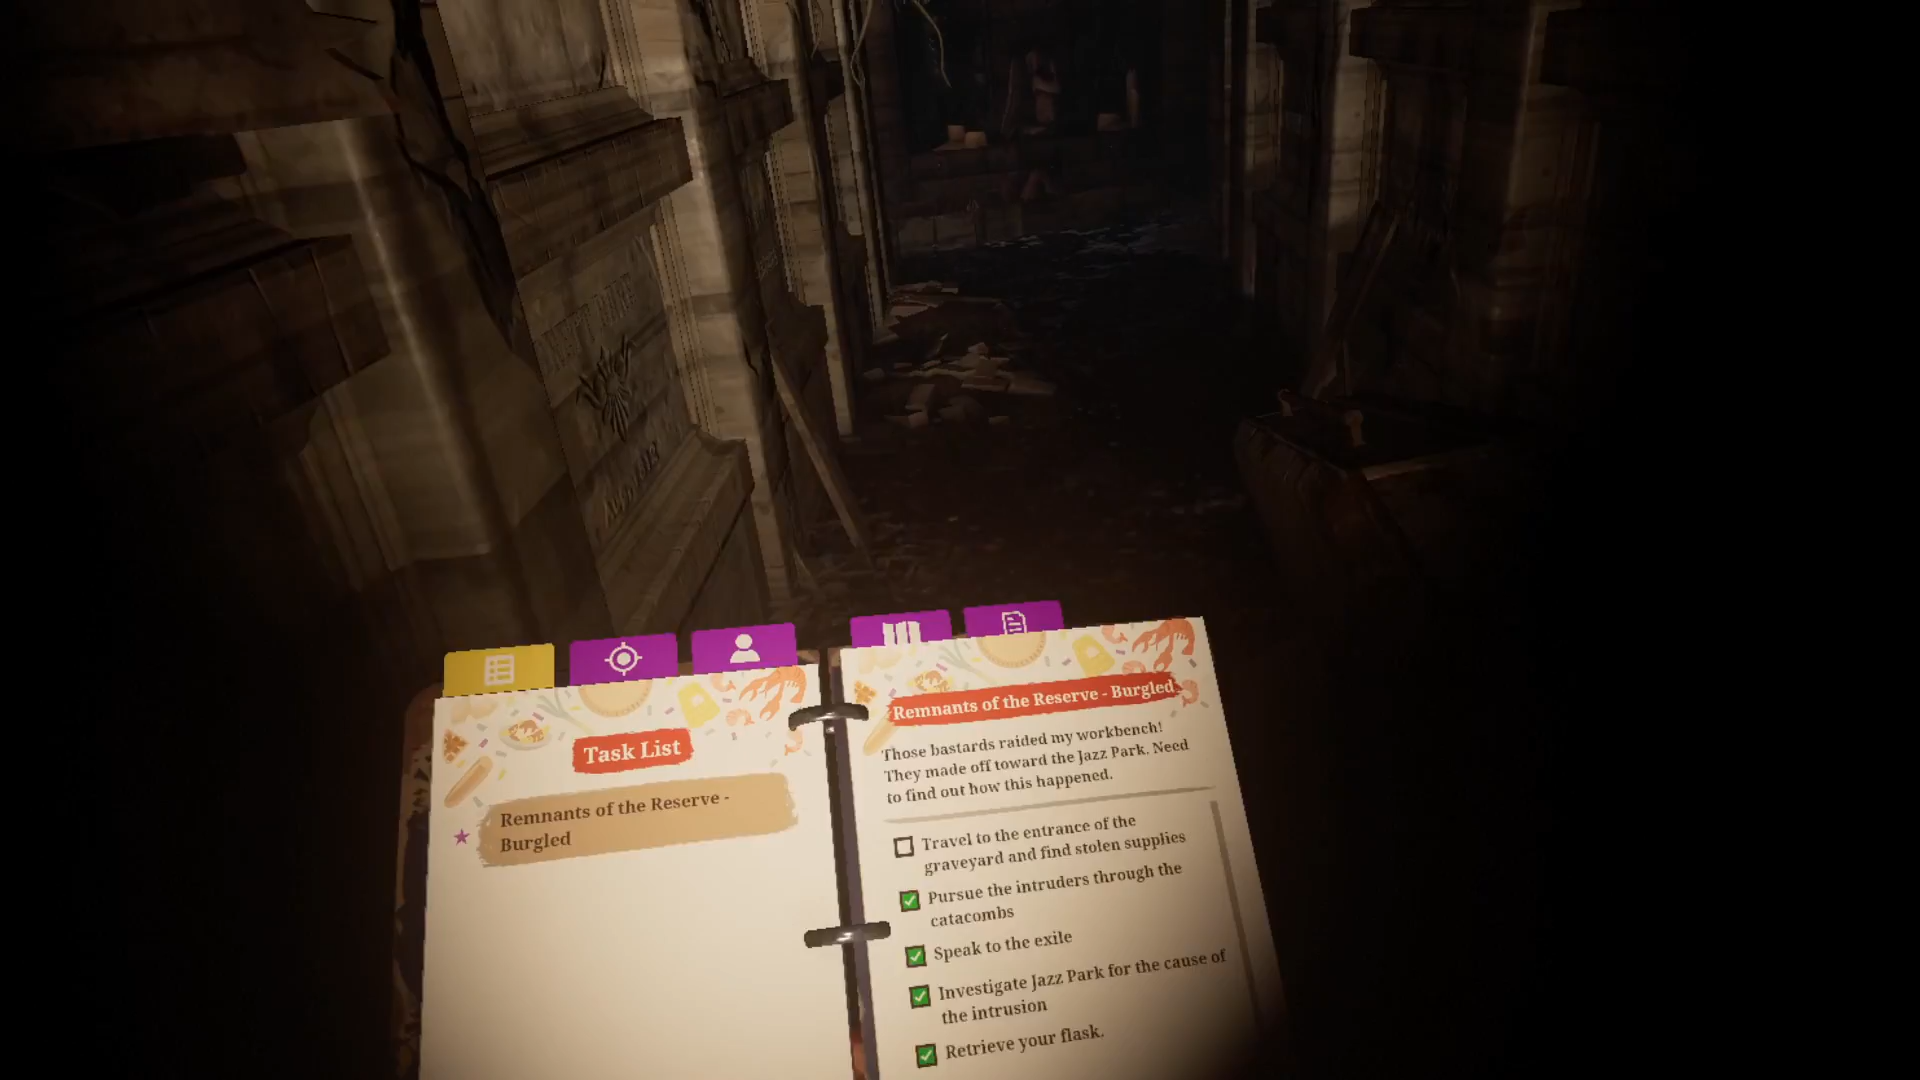 Task List
Remnants of the Reserve -
Burgled
Remnants of the Reserve - Burgled
Those bastards raided my workbench!
They made off toward the Jazz Park. Need
to find out how this happened.
Travel to the entrance of the
graveyard and find stolen supplies
Pursue the intruders through the
catacombs
Speak to the exile
Investigate Jazz Park for the cause of
the intrusion
Retrieve your flask.